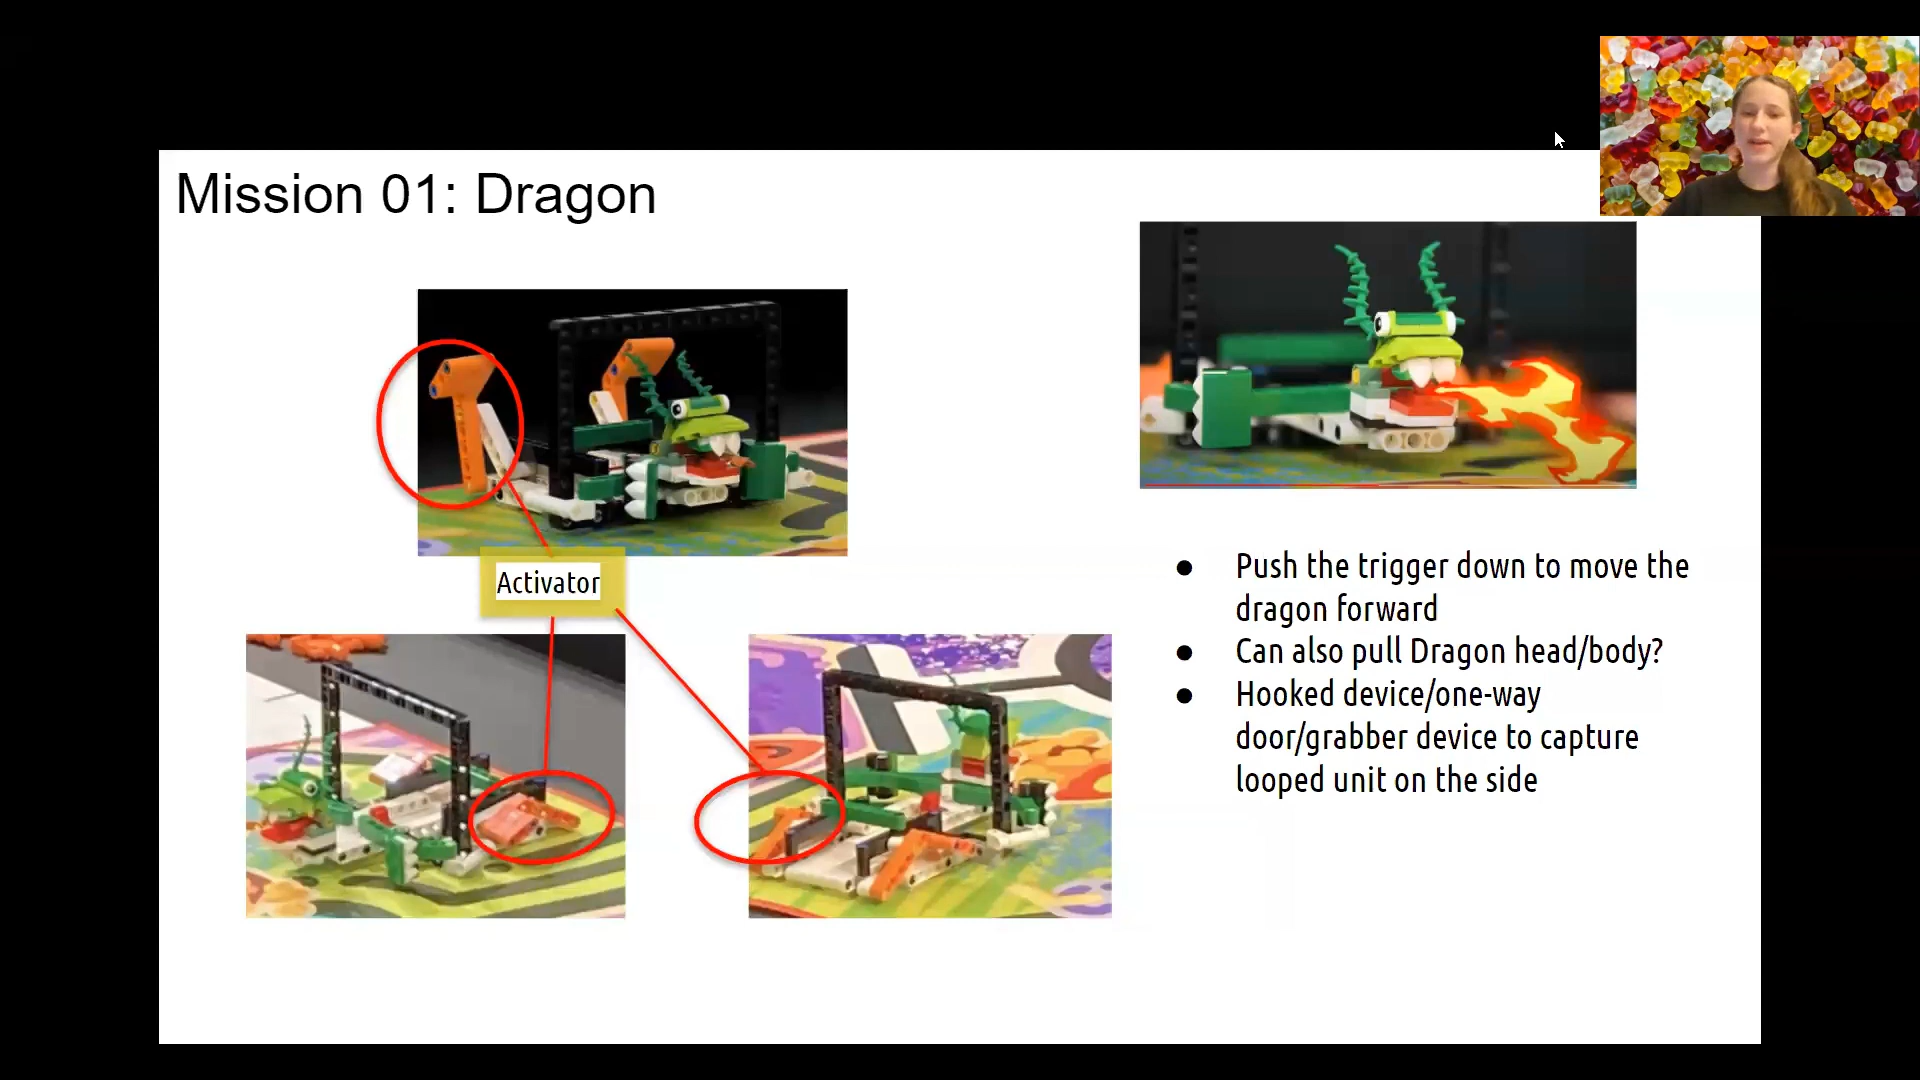 Mission 01: Dragon
Activator
● Push the trigger down to move the
dragon forward
● Can also pull Dragon head/body?
● Hooked device/one-way
door/grabber device to capture
looped unit on the side